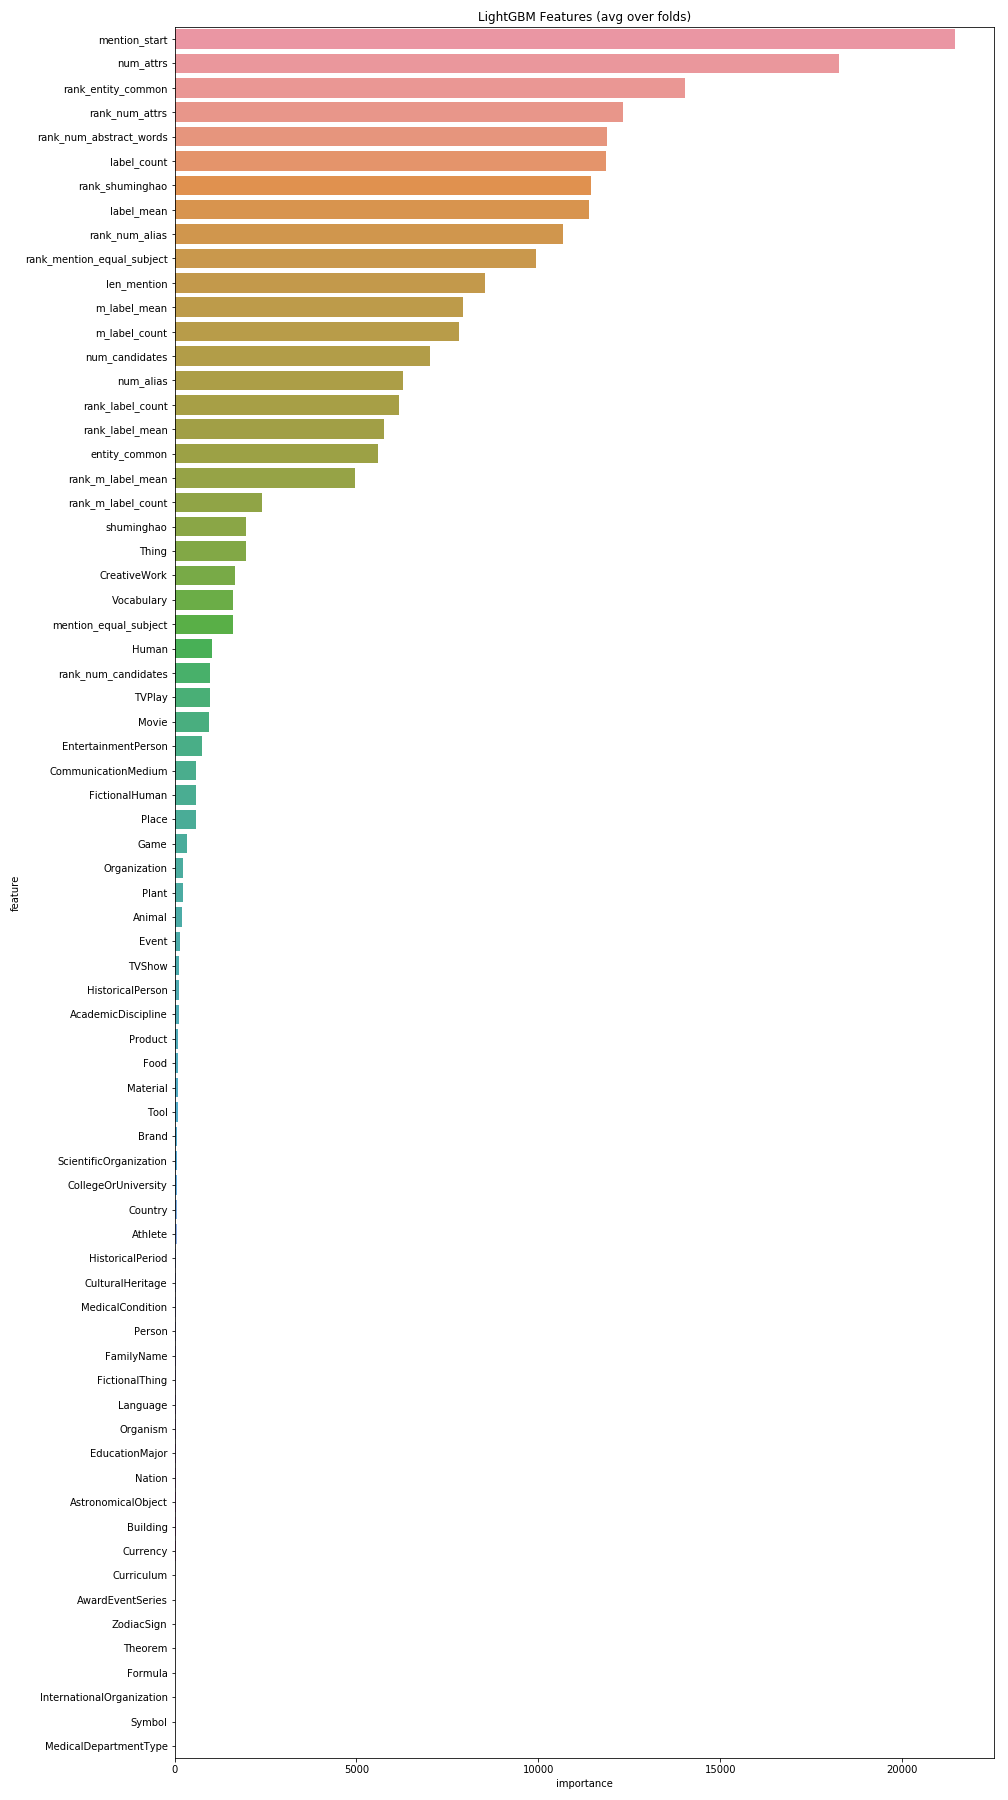 LightGBM Features (avg over folds)
mention_start
num_attrs
rank_entity_common
rank_num_attrs
rank_num_abstract_words
label_count
rank_shuminghao
label_mean
rank_num_alias
rank_mention_equal_subject
len_mention
m_label_mean
m_label_count
num_candidates
num_alias
rank_label_count
rank_label_mean
entity_common
rank_m_label_mean
rank_m_label_count
shuminghao
Thing
CreativeWork
Vocabulary
mention_equal_subject
Human
rank_num_candidates
TVPlay
Movie
EntertainmentPerson
CommunicationMedium
FictionalHuman
Place
Game
Organization
Plant
Animal
Event
TVShow
HistoricalPerson
AcademicDiscipline
Product
Food
Material
Tool
Brand
ScientificOrganization
CollegeOrUniversity
Country
Athlete
HistoricalPeriod
CulturalHeritage
MedicalCondition
Person
FamilyName
FictionalThing
Language
Organism
EducationMajor
Nation
AstronomicalObject
Building
Currency
Curriculum
AwardEventSeries
ZodiacSign
Theorem
Formula
InternationalOrganization
Symbol
MedicalDepartmentType
feature
0 5000 10000 15000 20000
importance